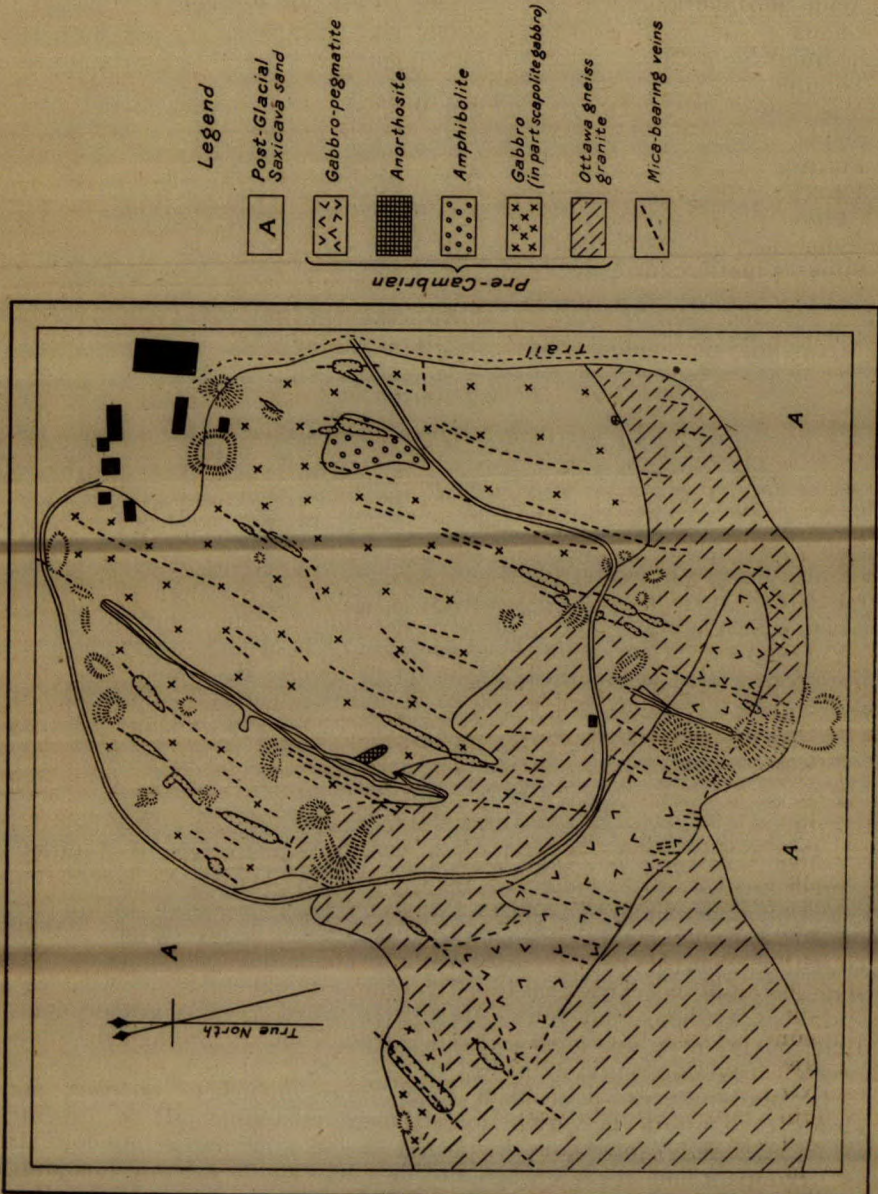 Legend
A
Post-Glacial
Saxicava sand
Gabbro-pegmatite
Anorthosite
Amphibolite
Gabbro
(in part scapolite gabbro)
Ottawa gneiss
granite
Mica-bearing veins
Pre-Cambrian
A
True North
Trail
A
A